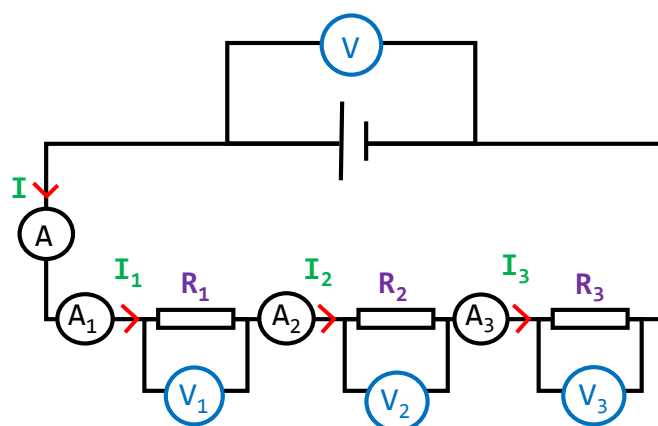 V
I
A
I₁
R₁
I₂
R₂
I₃
R₃
A₁
A₂
A₃
V₁
V₂
V₃